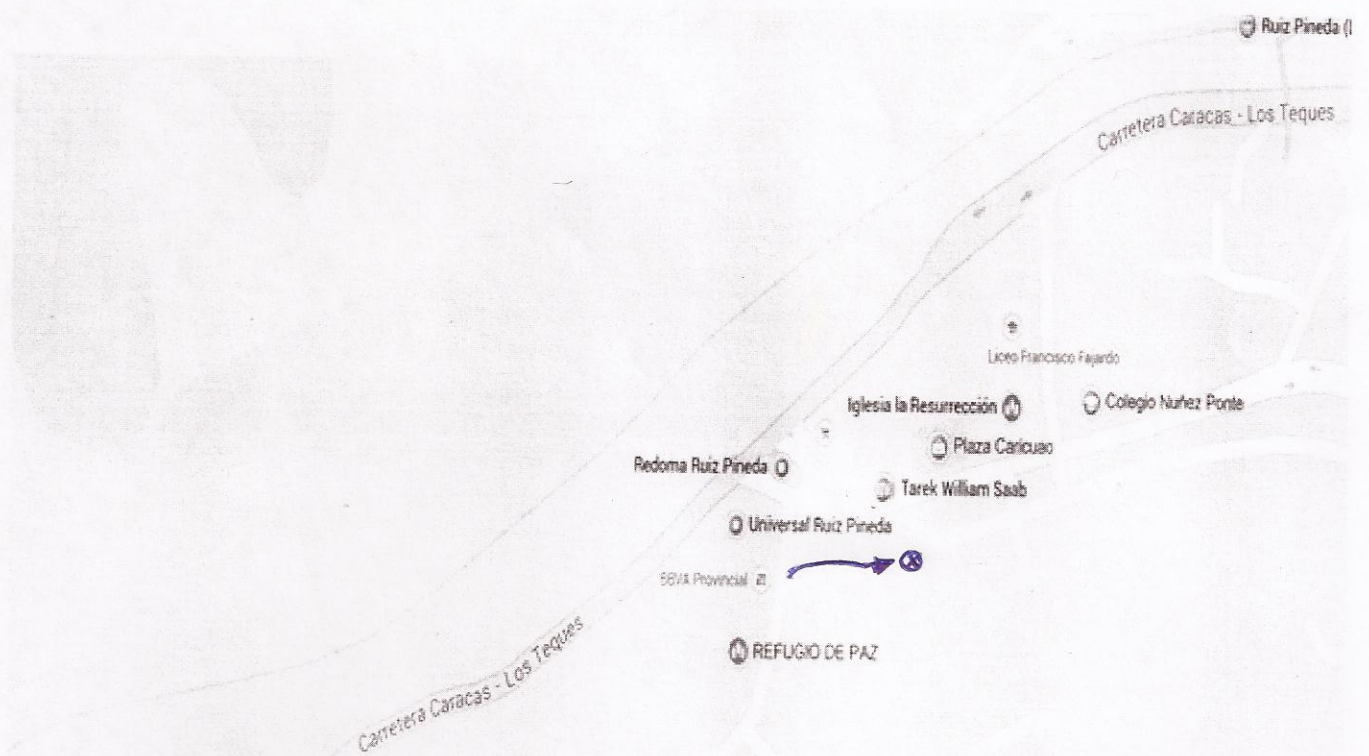 Ruiz Pineda (
Carretera Caracas - Los Teques
Liceo Francisco Fajardo
Iglesia la Resurrección
Colegio Nuñez Ponte
Plaza Caricuao
Redoma Ruiz Pineda
Tarek William Saab
Universal Ruiz Pineda
BBVA Provincial
X
REFUGIO DE PAZ
Carretera Caracas - Los Teques